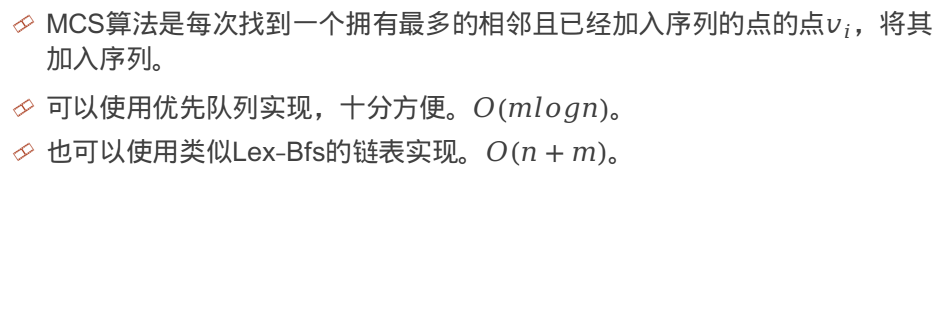 MCS算法是每次找到一个拥有最多的相邻且已经加入序列的点的点v_i，将其
加入序列。
可以使用优先队列实现，十分方便。O(mlogn)。
也可以使用类似Lex-Bfs的链表实现。O(n + m)。